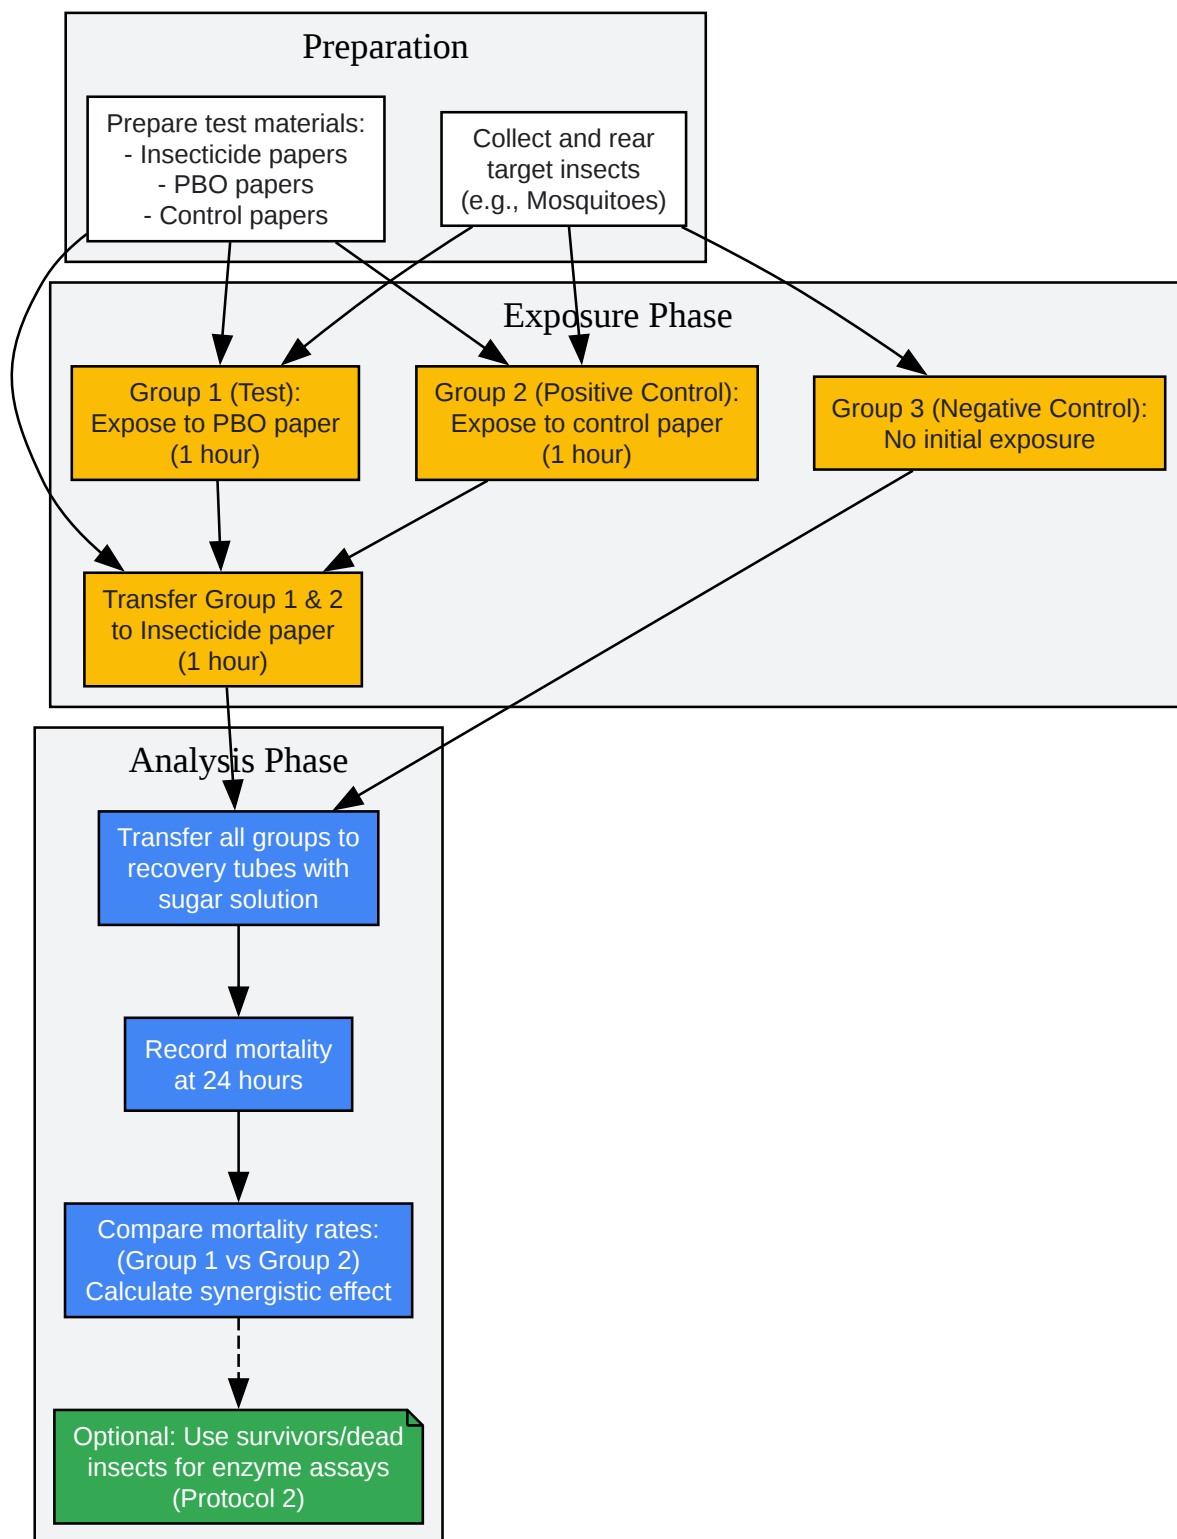 Preparation
Prepare test materials:
- Insecticide papers
- PBO papers
- Control papers
Collect and rear
target insects
(e.g., Mosquitoes)
Exposure Phase
Group 1 (Test):
Expose to PBO paper
(1 hour)
Group 2 (Positive Control):
Expose to control paper
(1 hour)
Group 3 (Negative Control):
No initial exposure
Transfer Group 1 & 2
to Insecticide paper
(1 hour)
Analysis Phase
Transfer all groups to
recovery tubes with
sugar solution
Record mortality
at 24 hours
Compare mortality rates:
(Group 1 vs Group 2)
Calculate synergistic effect
Optional: Use survivors/dead
insects for enzyme assays
(Protocol 2)